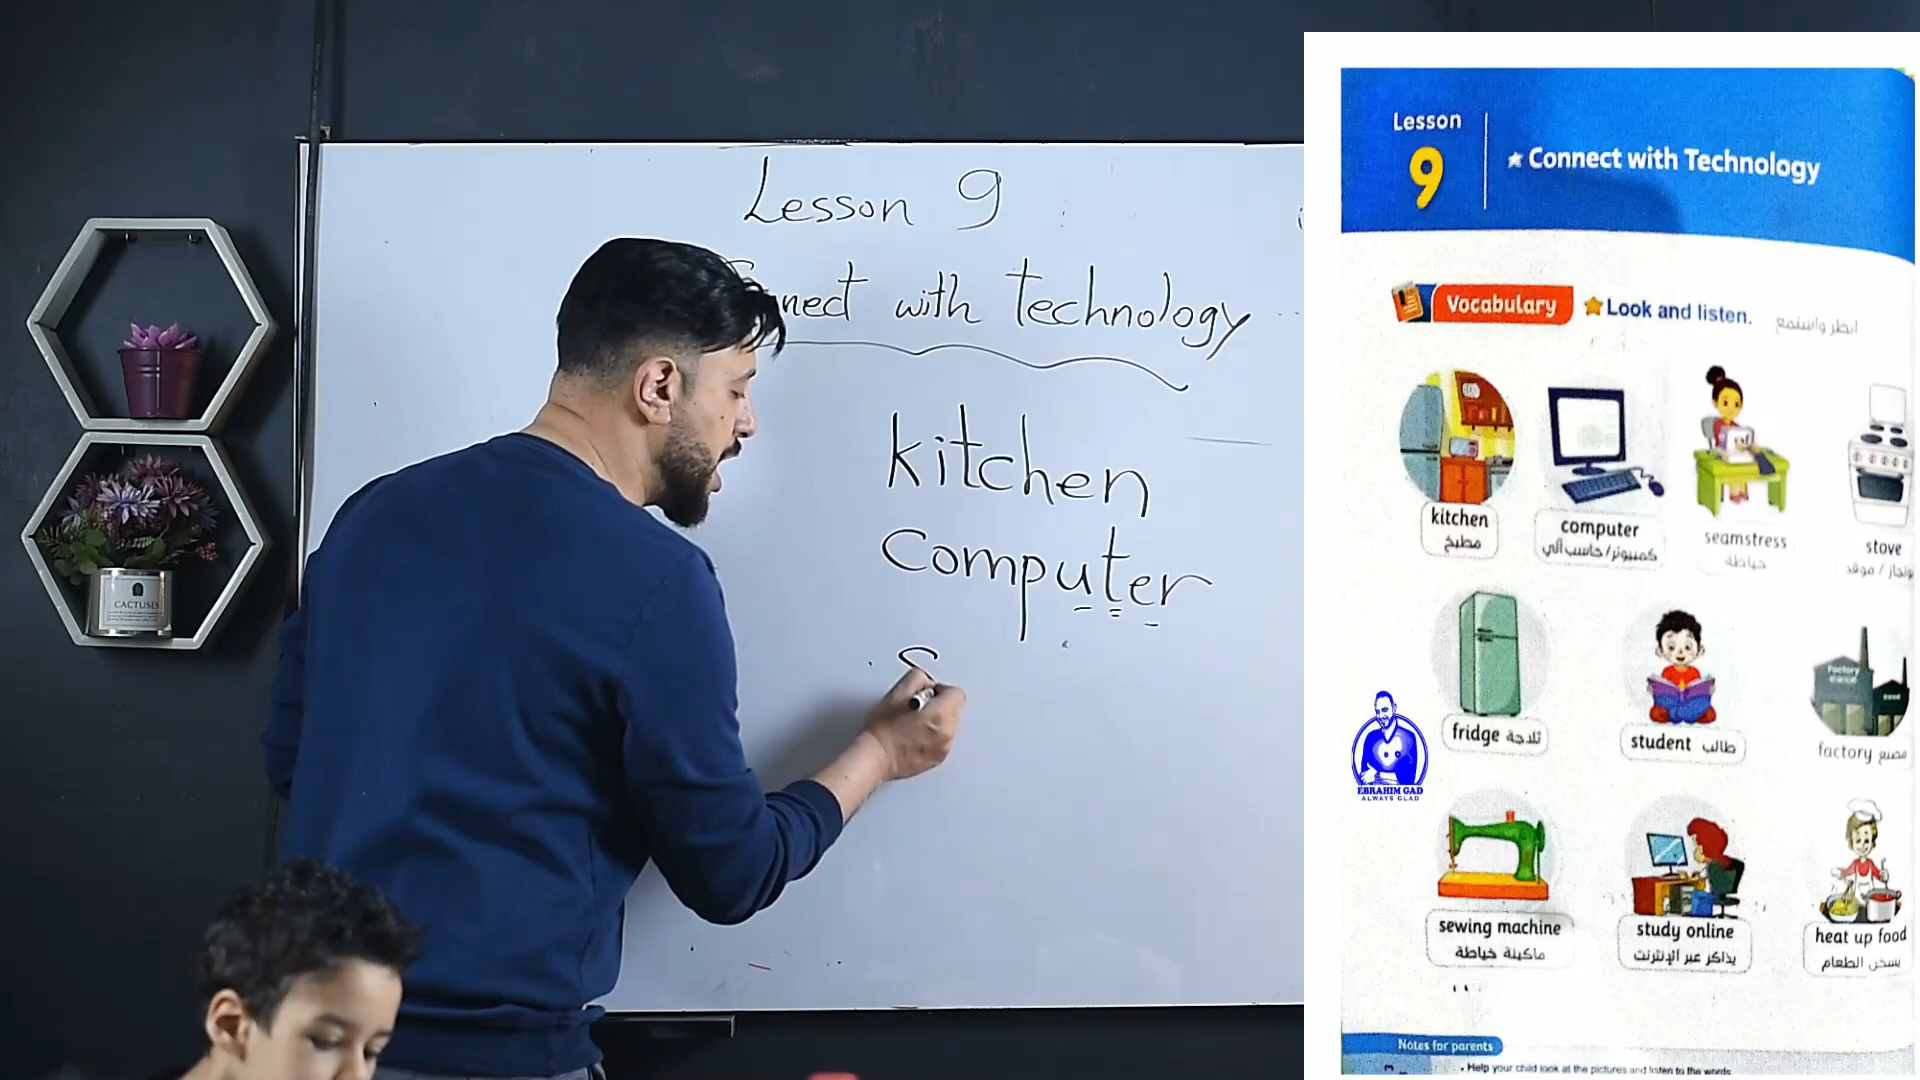 Lesson 9
nect with technology
kitchen
Computer
S
CACTUSES
Lesson
9
Connect with Technology
Vocabulary
Look and listen.
انظر واستمع
kitchen
مطبخ
computer
كمبيوتر/حاسب آلي
seamstress
خياطة
stove
موقد /
fridge ثلاجة
student طالب
Factory
factory مصنع
EBRAHIM GAD
ALWAYS GLAD
sewing machine
ماكينة خياطة
study online
يذاكر عبر الإنترنت
heat up food
يسخن الطعام
Notes for parents
Help your child look at the pictures and listen to the words